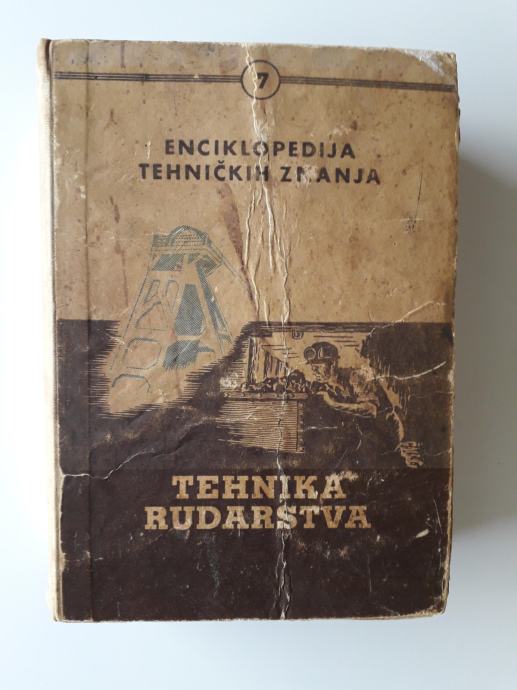 7
ENCIKLOPEDIJA
TEHNIČKIH ZNANJA
TEHNIKA
RUDARSTVA